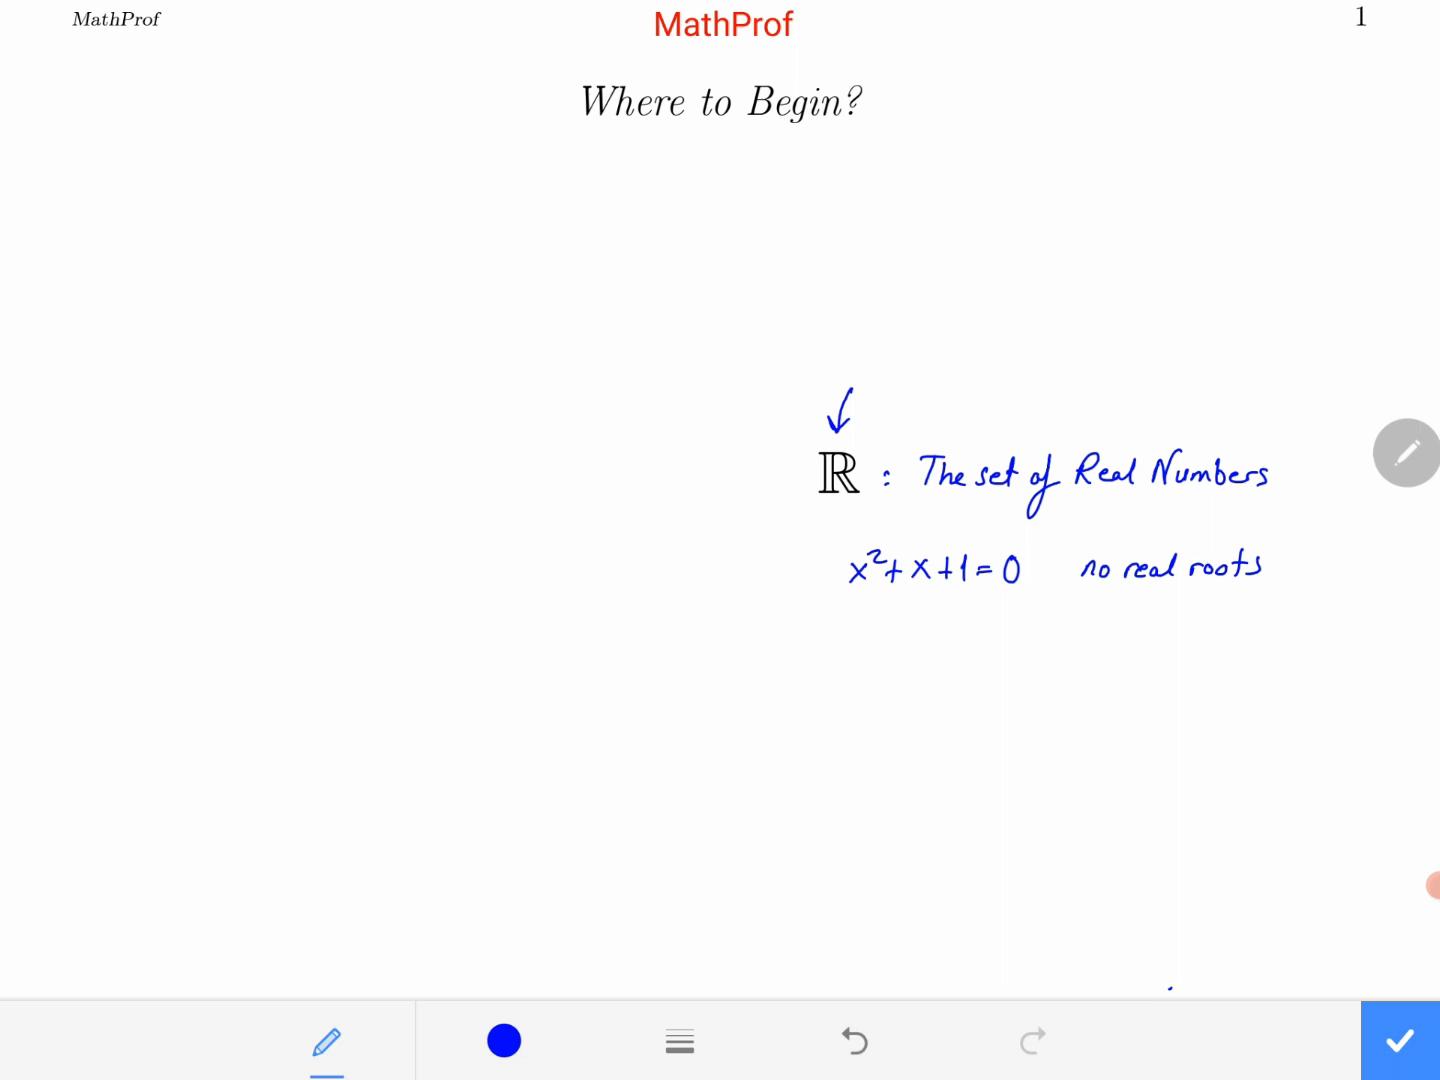 MathProf
MathProf
1
Where to Begin?
ℝ : The set of Real Numbers
x²+x+1=0 no real roots